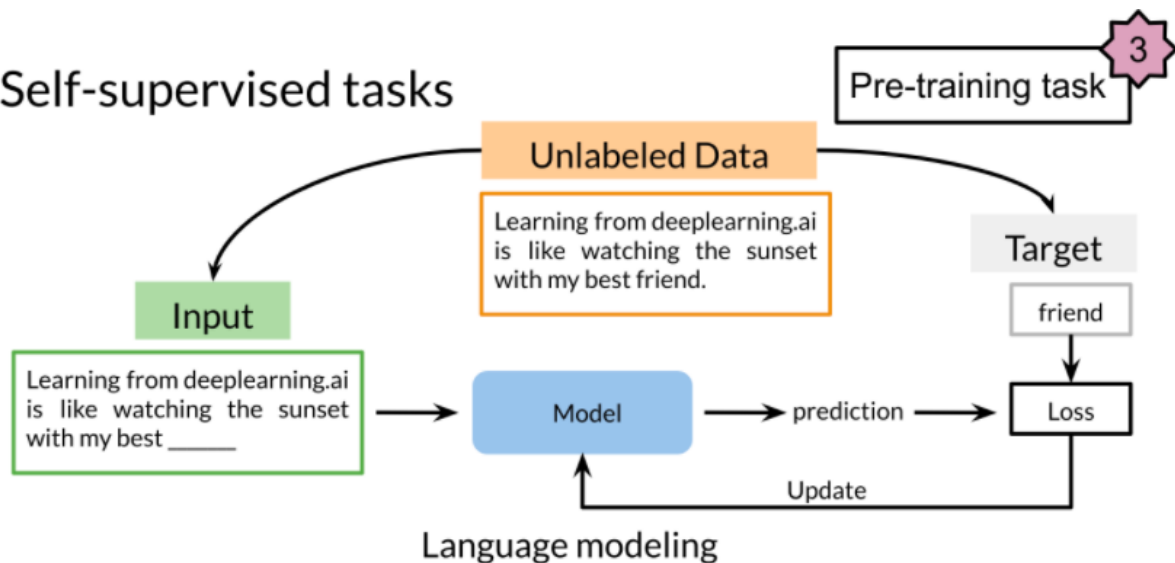 3
Pre-training task
Self-supervised tasks
Unlabeled Data
Learning from deeplearning.ai
is like watching the sunset
with my best friend.
Target
friend
Input
Learning from deeplearning.ai
is like watching the sunset
with my best ______
Model
prediction
Loss
Update
Language modeling